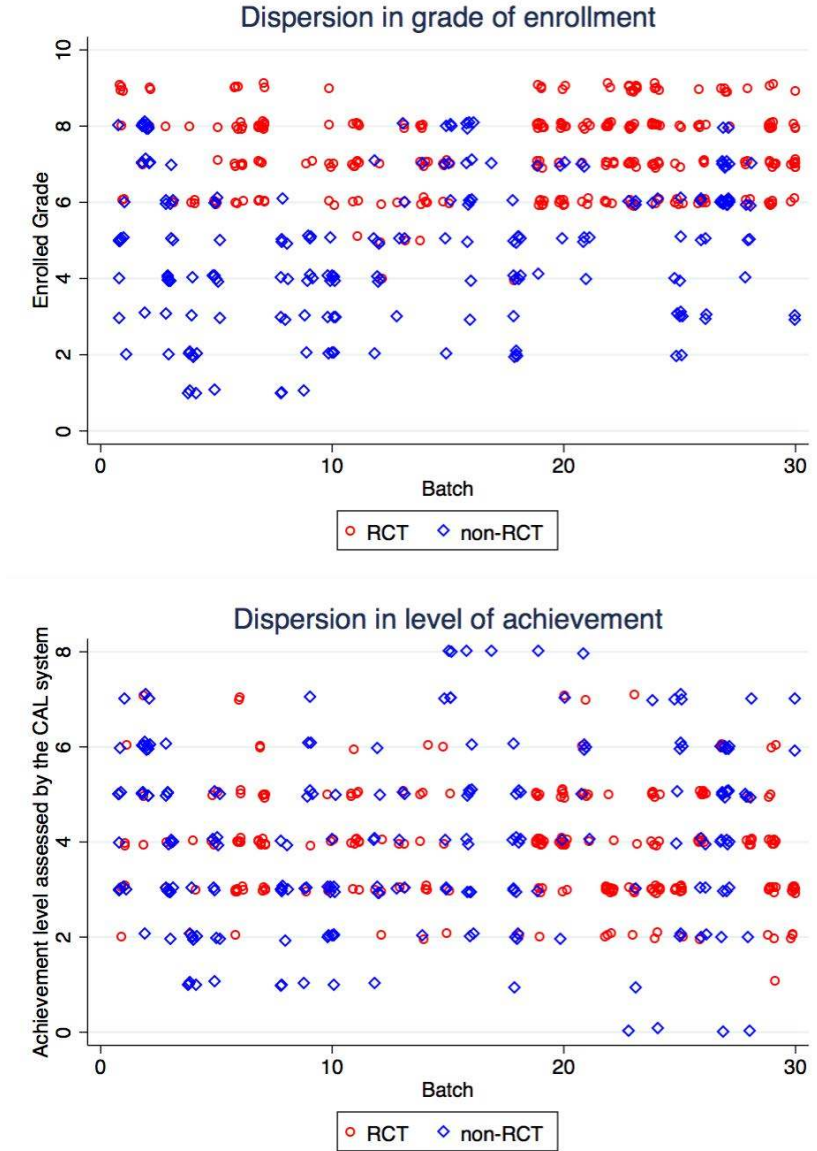 Dispersion in grade of enrollment
Enrolled Grade
10
8
6
4
2
0
0 10 20 30
Batch
RCT non-RCT
Dispersion in level of achievement
Achievement level assessed by the CAL system
8
6
4
2
0
0 10 20 30
Batch
RCT non-RCT